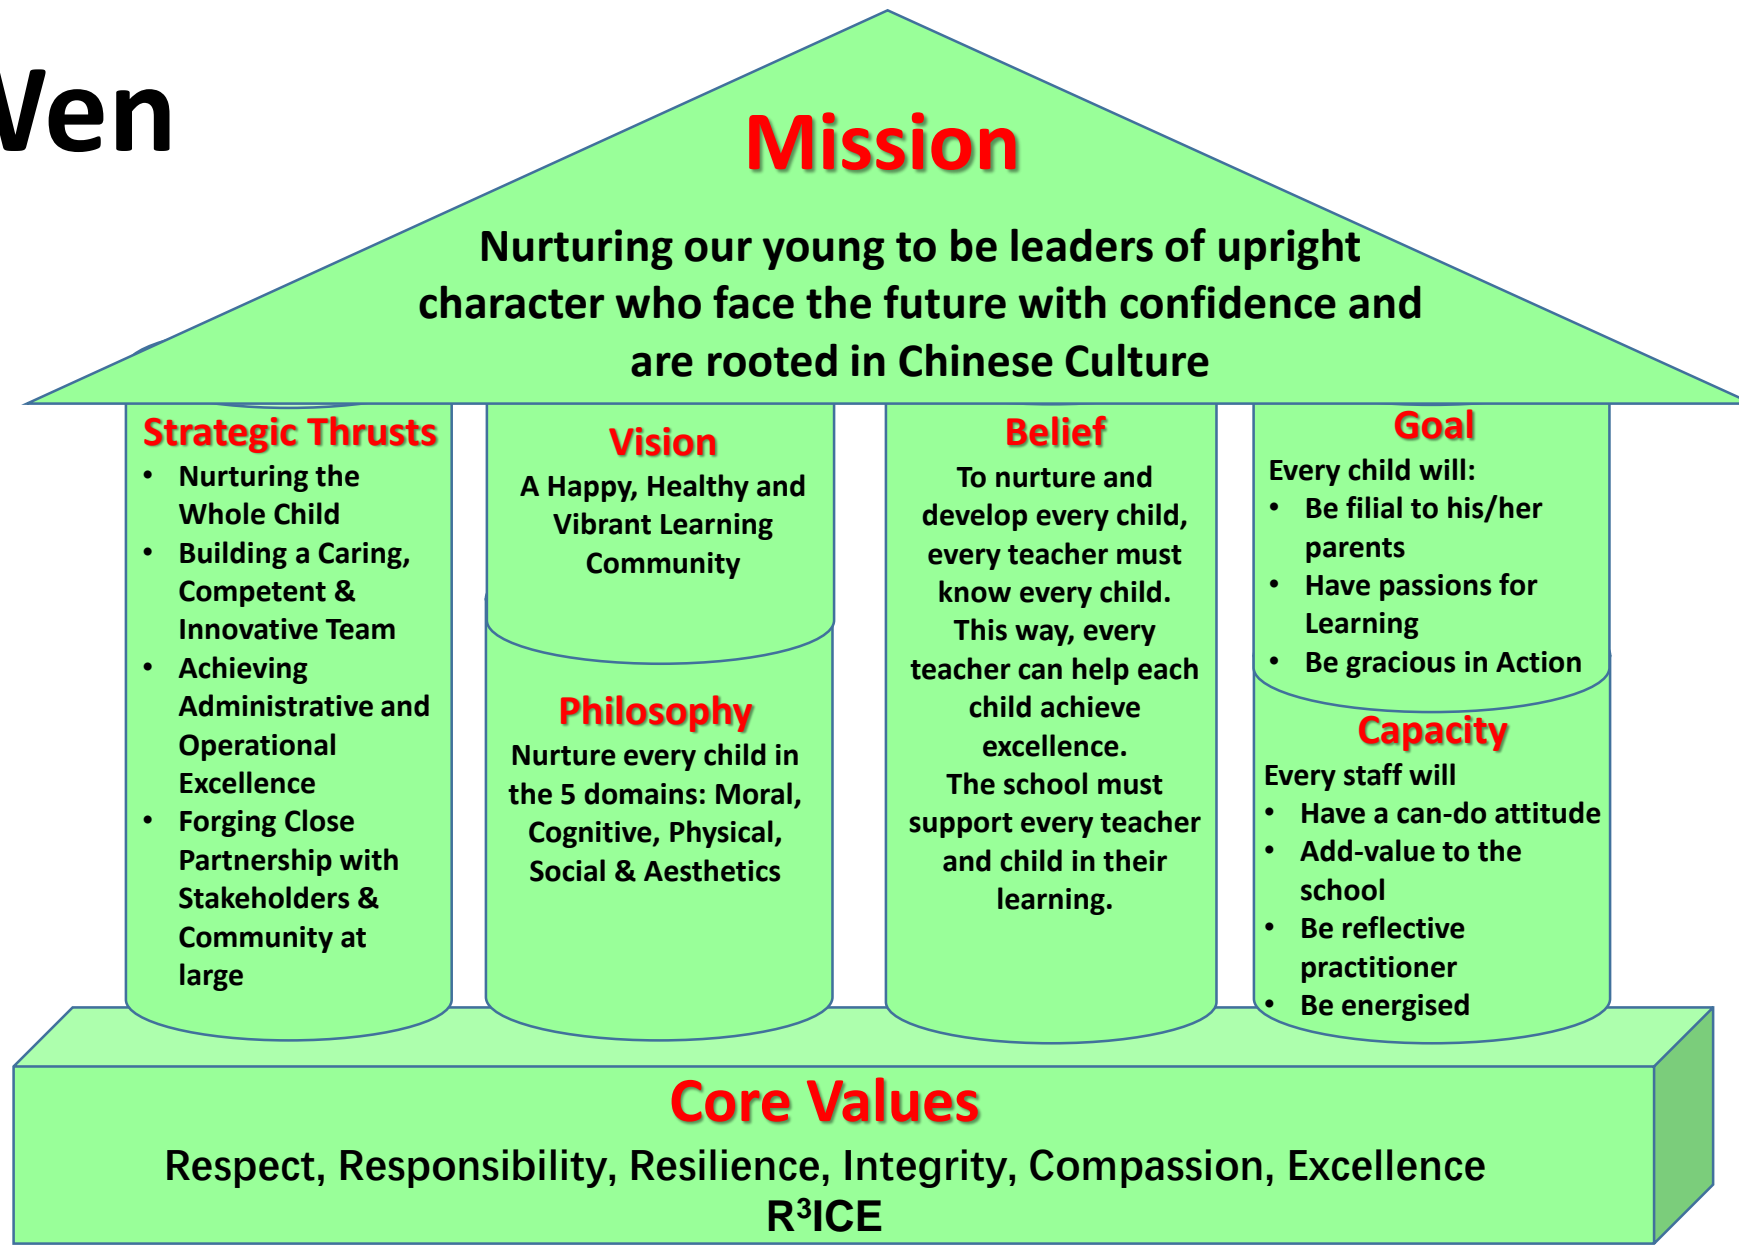 Wen
Mission
Nurturing our young to be leaders of upright
character who face the future with confidence and
are rooted in Chinese Culture
Strategic Thrusts
• Nurturing the
Whole Child
• Building a Caring,
Competent &
Innovative Team
• Achieving
Administrative and
Operational
Excellence
• Forging Close
Partnership with
Stakeholders &
Community at
large
Vision
A Happy, Healthy and
Vibrant Learning
Community
Philosophy
Nurture every child in
the 5 domains: Moral,
Cognitive, Physical,
Social & Aesthetics
Belief
To nurture and
develop every child,
every teacher must
know every child.
This way, every
teacher can help each
child achieve
excellence.
The school must
support every teacher
and child in their
learning.
Goal
Every child will:
• Be filial to his/her
parents
• Have passions for
Learning
• Be gracious in Action
Capacity
Every staff will
• Have a can-do attitude
• Add-value to the
school
• Be reflective
practitioner
• Be energised
Core Values
Respect, Responsibility, Resilience, Integrity, Compassion, Excellence
R³ICE